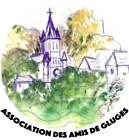 ASSOCIATION DES AMIS DE GLUGES